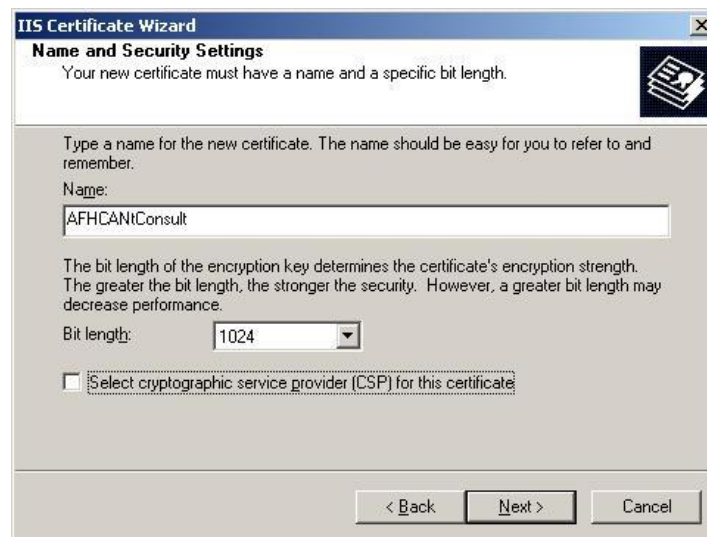 IIS Certificate Wizard
Name and Security Settings
Your new certificate must have a name and a specific bit length.
Type a name for the new certificate. The name should be easy for you to refer to and
remember.
Name:
AFHCANtConsult
The bit length of the encryption key determines the certificate's encryption strength.
The greater the bit length, the stronger the security. However, a greater bit length may
decrease performance.
Bit length:
1024
Select cryptographic service provider (CSP) for this certificate
< Back
Next >
Cancel